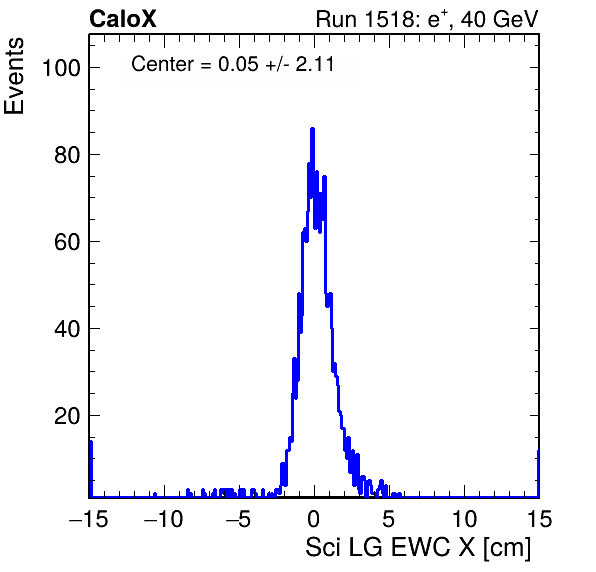 CaloX Run 1518: e⁺, 40 GeV
Events
Center = 0.05 +/- 2.11
100
80
60
40
20
−15 −10 −5 0 5 10 15
Sci LG EWC X [cm]